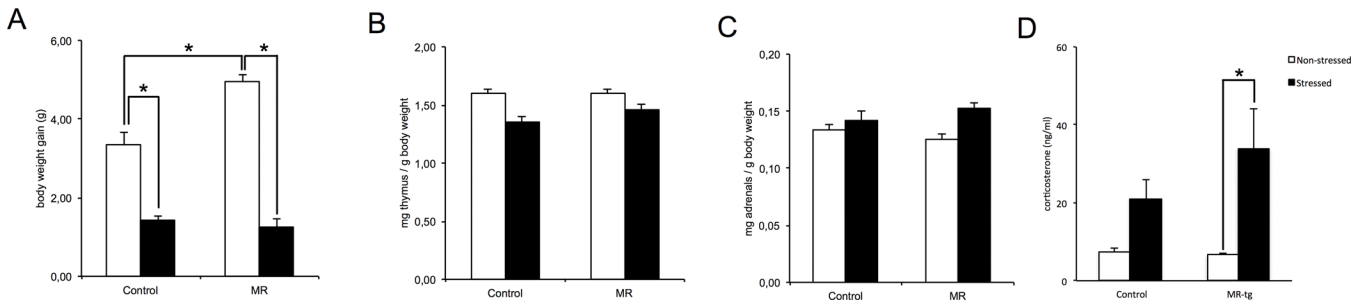 A
body weight gain (g)
6,00
4,00
2,00
0,00
*
*
*
Control
MR
B
mg thymus / g body weight
2,00
1,50
1,00
0,50
0,00
Control
MR
C
mg adrenals / g body weight
0,20
0,15
0,10
0,05
0,00
Control
MR
D
corticosterone (ng/ml)
60
40
20
0
*
Non-stressed
Stressed
Control
MR-tg